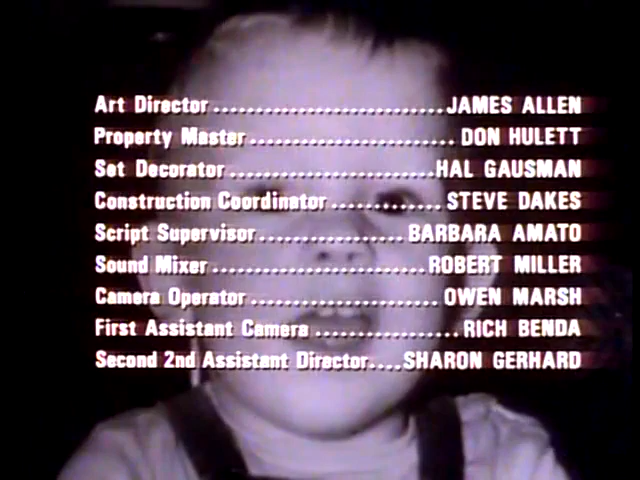 Art Director...........................JAMES ALLEN
Property Master........................DON HULETT
Set Decorator........................HAL GAUSMAN
Construction Coordinator.............STEVE DAKES
Script Supervisor.................BARBARA AMATO
Sound Mixer.........................ROBERT MILLER
Camera Operator......................OWEN MARSH
First Assistant Camera.................RICH BENDA
Second 2nd Assistant Director....SHARON GERHARD